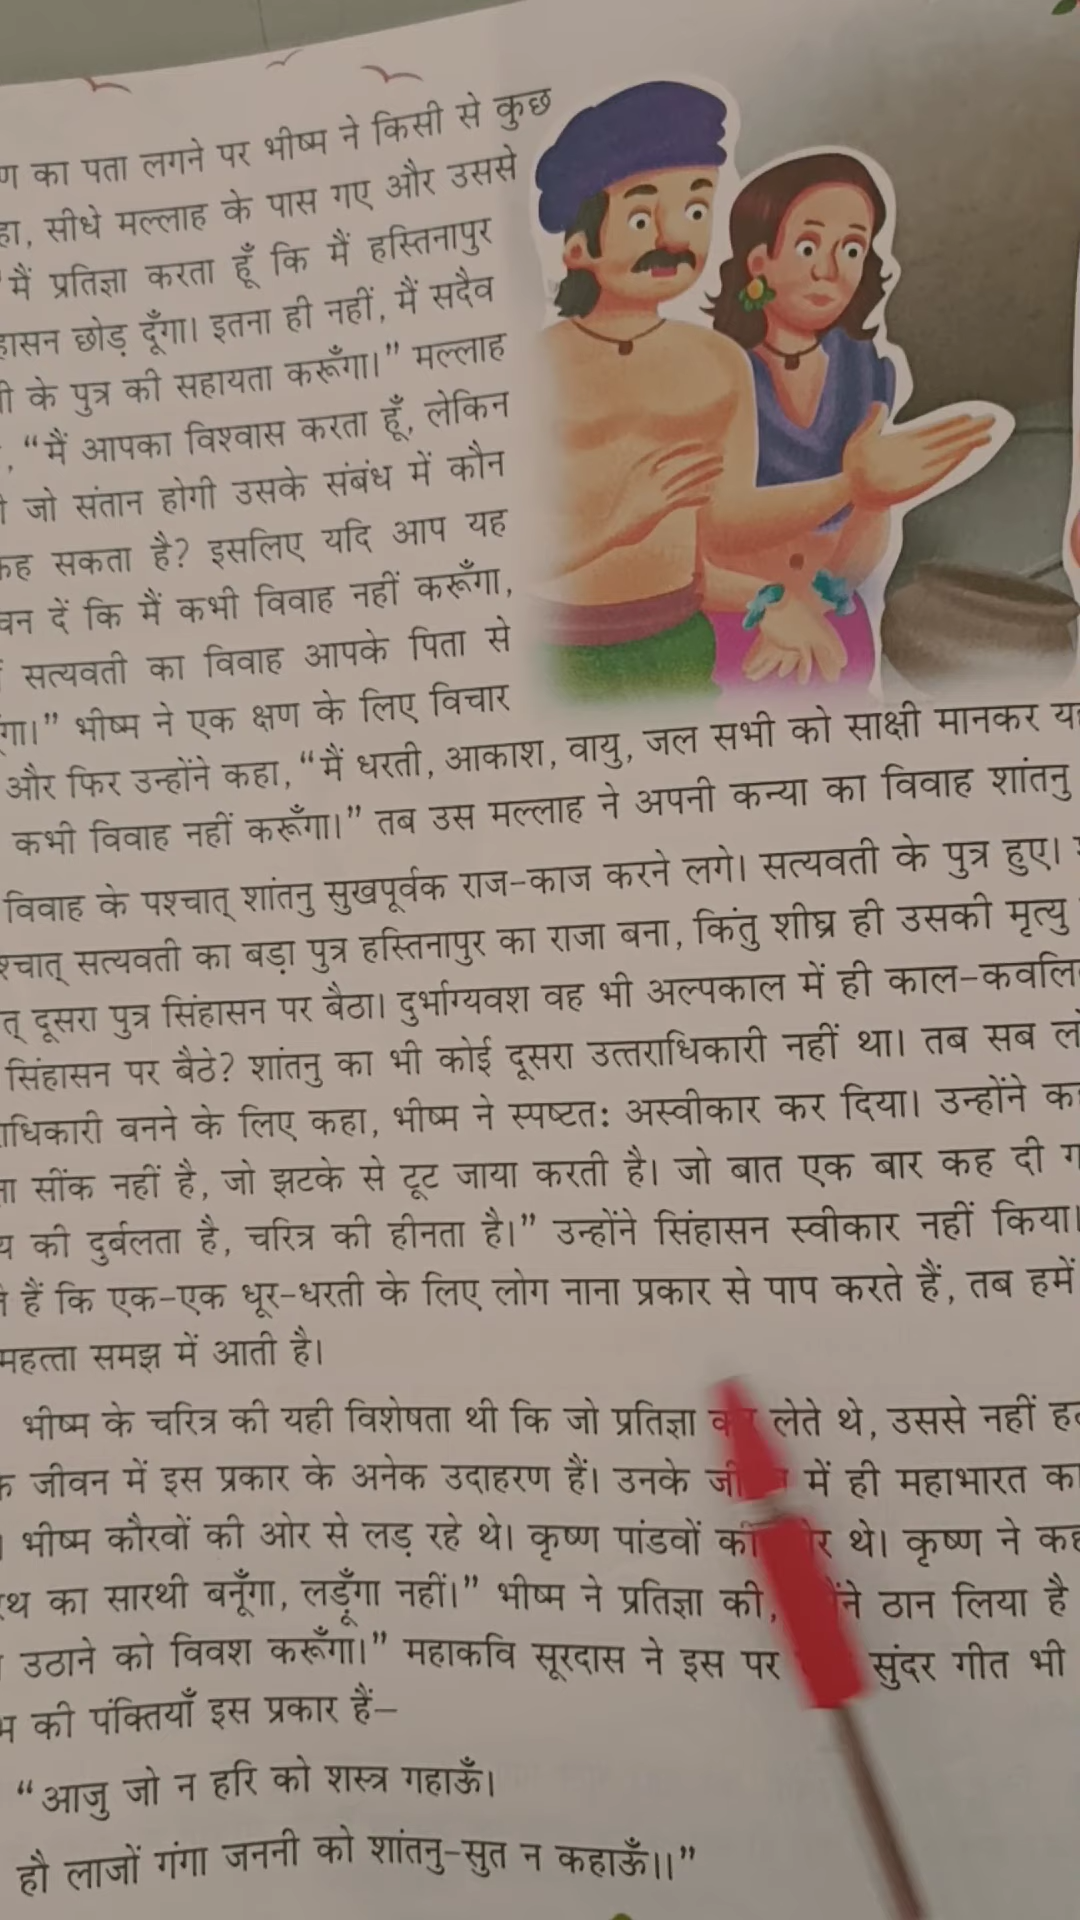 का पता लगने पर भीष्म ने किसी से कुछ
सीधे मल्लाह के पास गए और उससे
"मैं प्रतिज्ञा करता हूँ कि मैं हस्तिनापुर
छोड़ दूँगा। इतना ही नहीं, मैं सदैव
के पुत्र की सहायता करूँगा।" मल्लाह
"मैं आपका विश्वास करता हूँ, लेकिन
जो संतान होगी उसके संबंध में कौन
कह सकता है? इसलिए यदि आप यह
दें कि मैं कभी विवाह नहीं करूँगा,
सत्यवती का विवाह आपके पिता से
भीष्म ने एक क्षण के लिए विचार
और फिर उन्होंने कहा, "मैं धरती, आकाश, वायु, जल सभी को साक्षी मानकर
कभी विवाह नहीं करूँगा।" तब उस मल्लाह ने अपनी कन्या का विवाह शांतनु
विवाह के पश्चात् शांतनु सुखपूर्वक राज-काज करने लगे। सत्यवती के पुत्र हुए।
सत्यवती का बड़ा पुत्र हस्तिनापुर का राजा बना, किंतु शीघ्र ही उसकी मृत्यु
दूसरा पुत्र सिंहासन पर बैठा। दुर्भाग्यवश वह भी अल्पकाल में ही
सिंहासन पर बैठे? शांतनु का भी कोई दूसरा उत्तराधिकारी नहीं था। तब सब
बनने के लिए कहा, भीष्म ने स्पष्टतः अस्वीकार कर दिया। उन्होंने
सींक नहीं है, जो झटके से टूट जाया करती है। जो बात एक बार कह दी
की दुर्बलता है, चरित्र की हीनता है।" उन्होंने सिंहासन स्वीकार नहीं किया।
हैं कि एक-एक धूर-धरती के लिए लोग नाना प्रकार से पाप करते हैं, तब हमें
महत्ता समझ में आती है।
भीष्म के चरित्र की यही विशेषता थी कि जो प्रतिज्ञा लेते थे, उससे नहीं
जीवन में इस प्रकार के अनेक उदाहरण हैं। उनके में ही महाभारत का
भीष्म कौरवों की ओर से लड़ रहे थे। कृष्ण पांडवों की थे। कृष्ण ने
का सारथी बनूँगा, लड़ूँगा नहीं।" भीष्म ने प्रतिज्ञा की, ठान लिया है
उठाने को विवश करूँगा।" महाकवि सूरदास ने इस पर सुंदर गीत भी
की पंक्तियाँ इस प्रकार हैं–
"आजु जो न हरि को शस्त्र गहाऊँ।
हौ लाजों गंगा जननी को शांतनु-सुत न कहाऊँ।।"